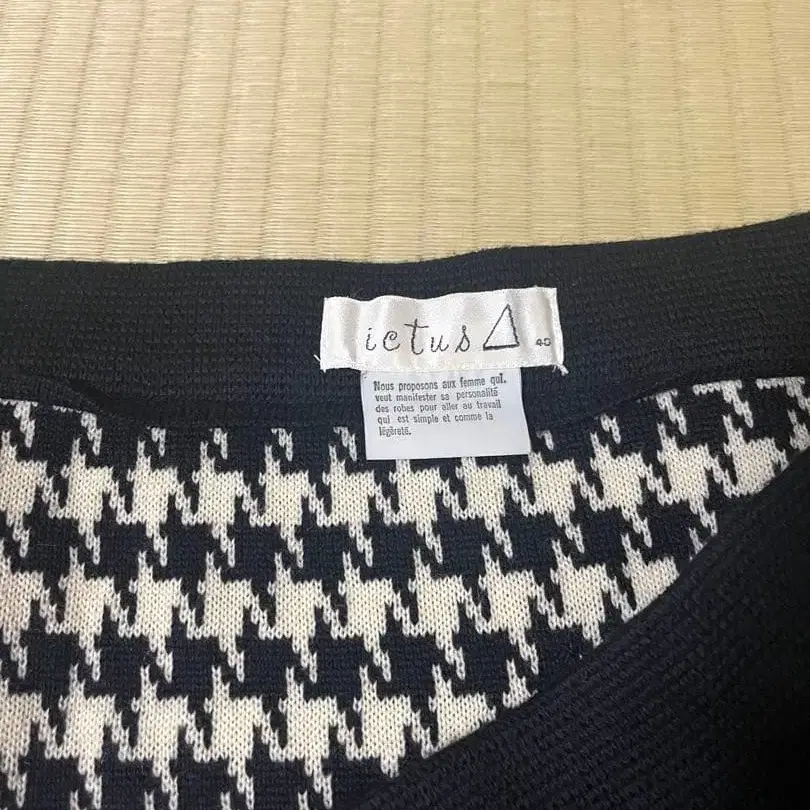 ictus
40
Nous proposons aux femme qui.
veut manifester sa personalité
des robes pour aller au travail
qui est simple et comme la
légèreté.